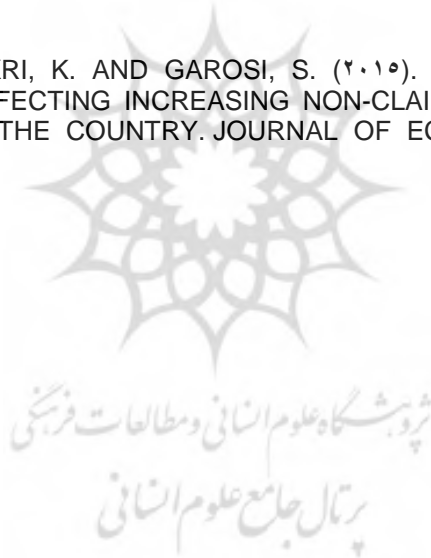 RI, K. AND GAROSI, S. (۲۰۱۵).
FECTING INCREASING NON-CLAI
THE COUNTRY. JOURNAL OF EC
پژوهشگاه علوم انسانی و مطالعات فرهنگی
پرتال جامع علوم انسانی